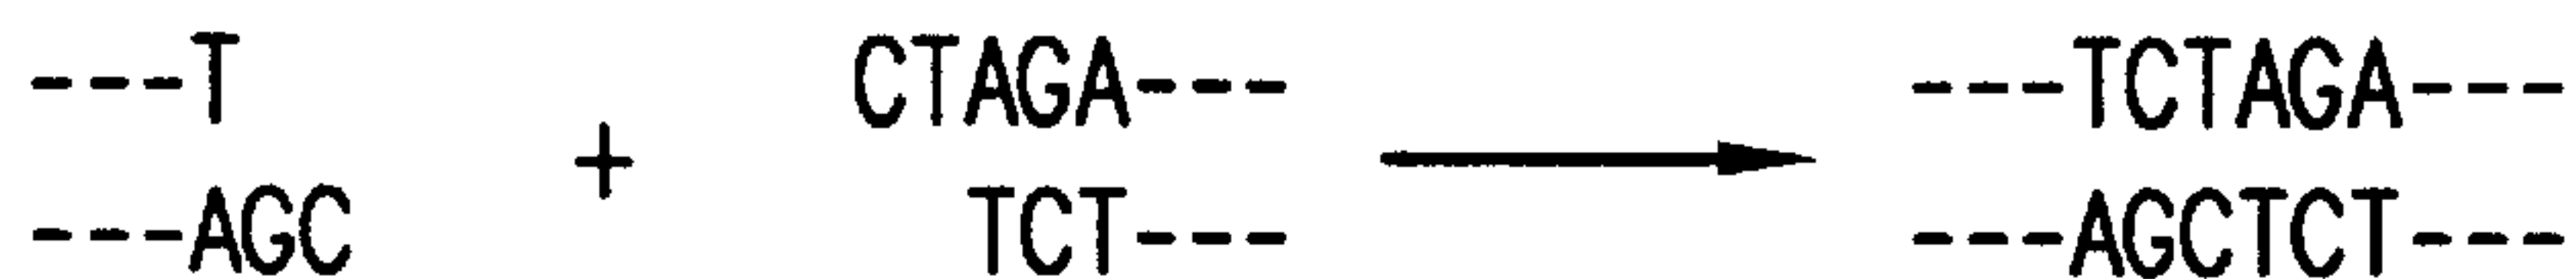 ---T + CTAGA--- → ---TCTAGA---
---AGC TCT--- ---AGCTCT---